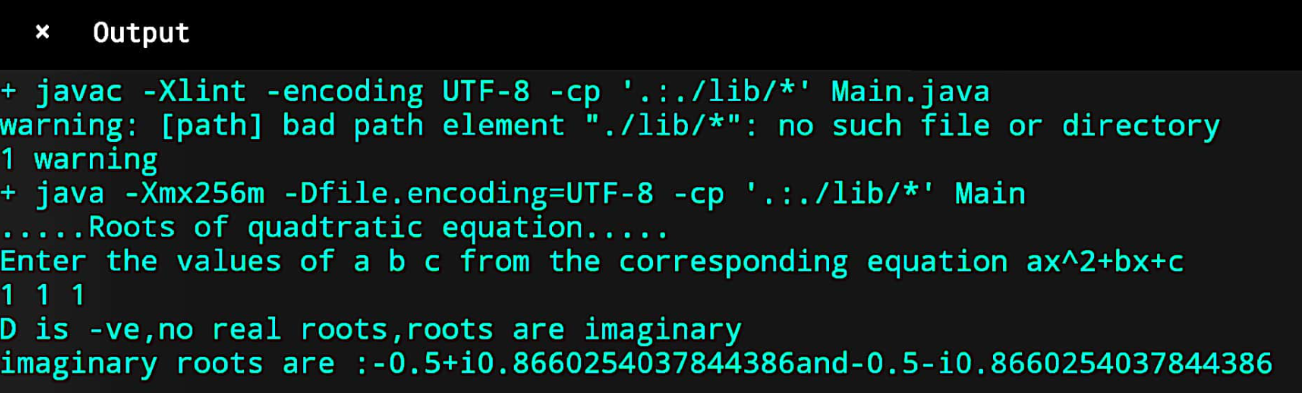 × Output
+ javac -Xlint -encoding UTF-8 -cp '.:./lib/*' Main.java
warning: [path] bad path element "./lib/*": no such file or directory
1 warning
+ java -Xmx256m -Dfile.encoding=UTF-8 -cp '.:./lib/*' Main
.....Roots of quadtratic equation.....
Enter the values of a b c from the corresponding equation ax^2+bx+c
1 1 1
D is -ve,no real roots,roots are imaginary
imaginary roots are :-0.5+i0.8660254037844386and-0.5-i0.8660254037844386